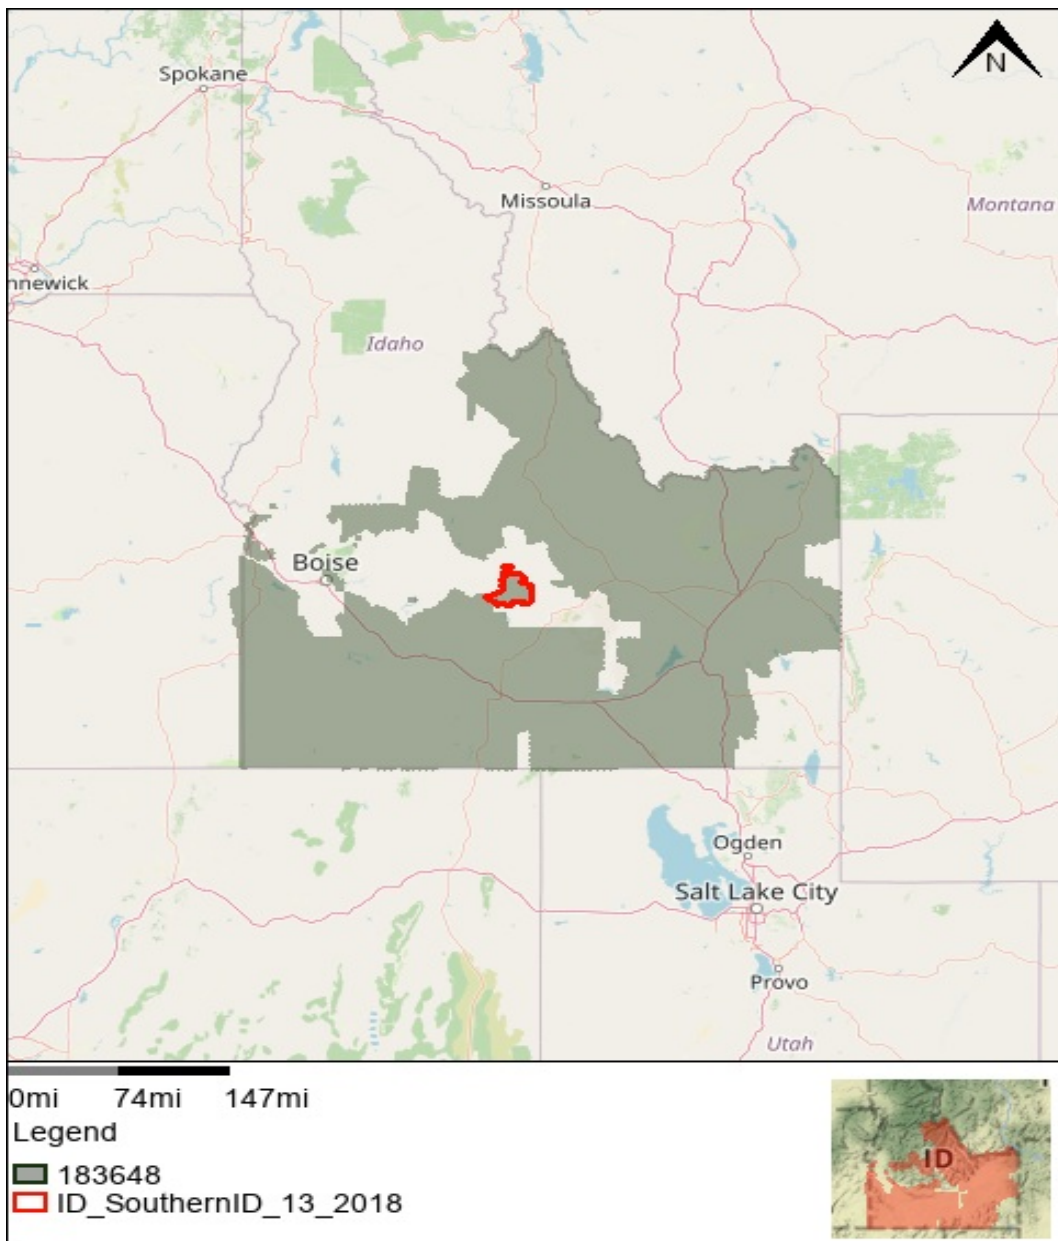 N
Spokane
Missoula
Montana
nnewick
Idaho
Boise
Ogden
Salt Lake City
Provo
Utah
0mi 74mi 147mi
Legend
183648
ID_SouthernID_13_2018
ID